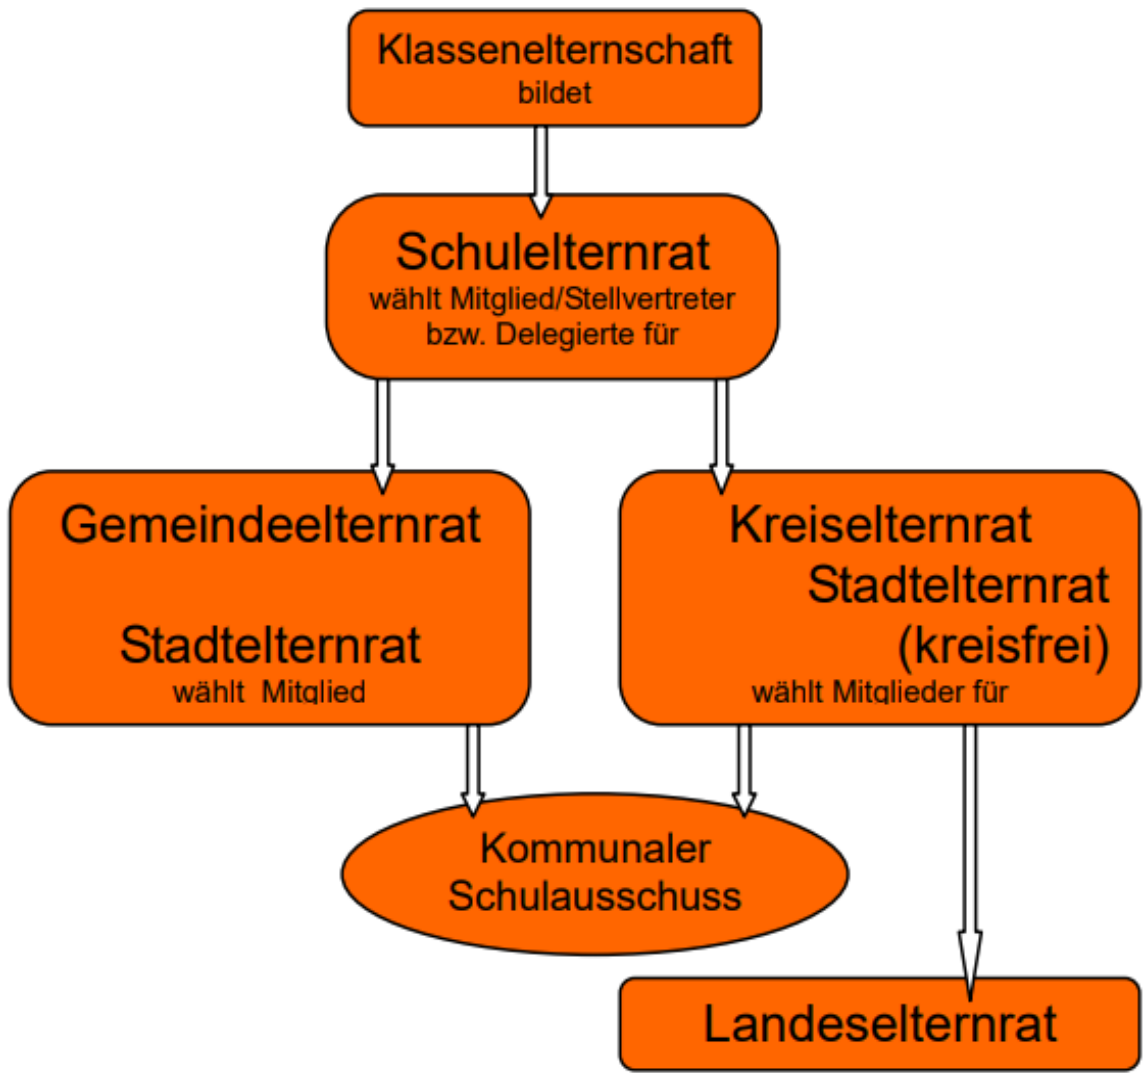 Klassenelternschaft
bildet
Schulelternrat
wählt Mitglied/Stellvertreter
bzw. Delegierte für
Gemeindeelternrat
Stadtelternrat
wählt Mitglied
Kreiselternrat
Stadtelternrat
(kreisfrei)
wählt Mitglieder für
Kommunaler
Schulausschuss
Landeselternrat